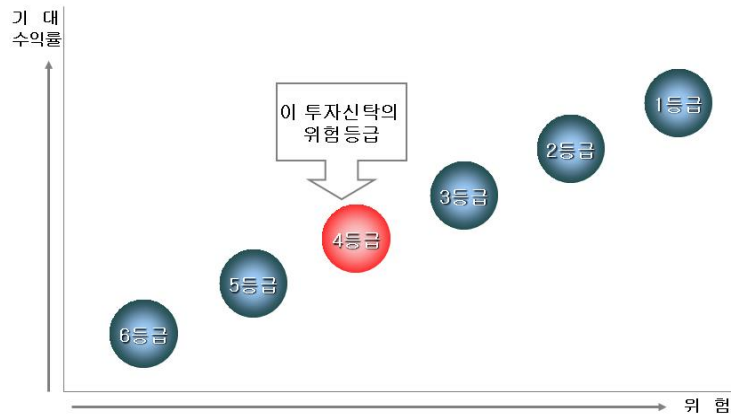 기 대
수익률
이 투자신탁의
위험등급
1등급
2등급
3등급
4등급
5등급
6등급
위 험